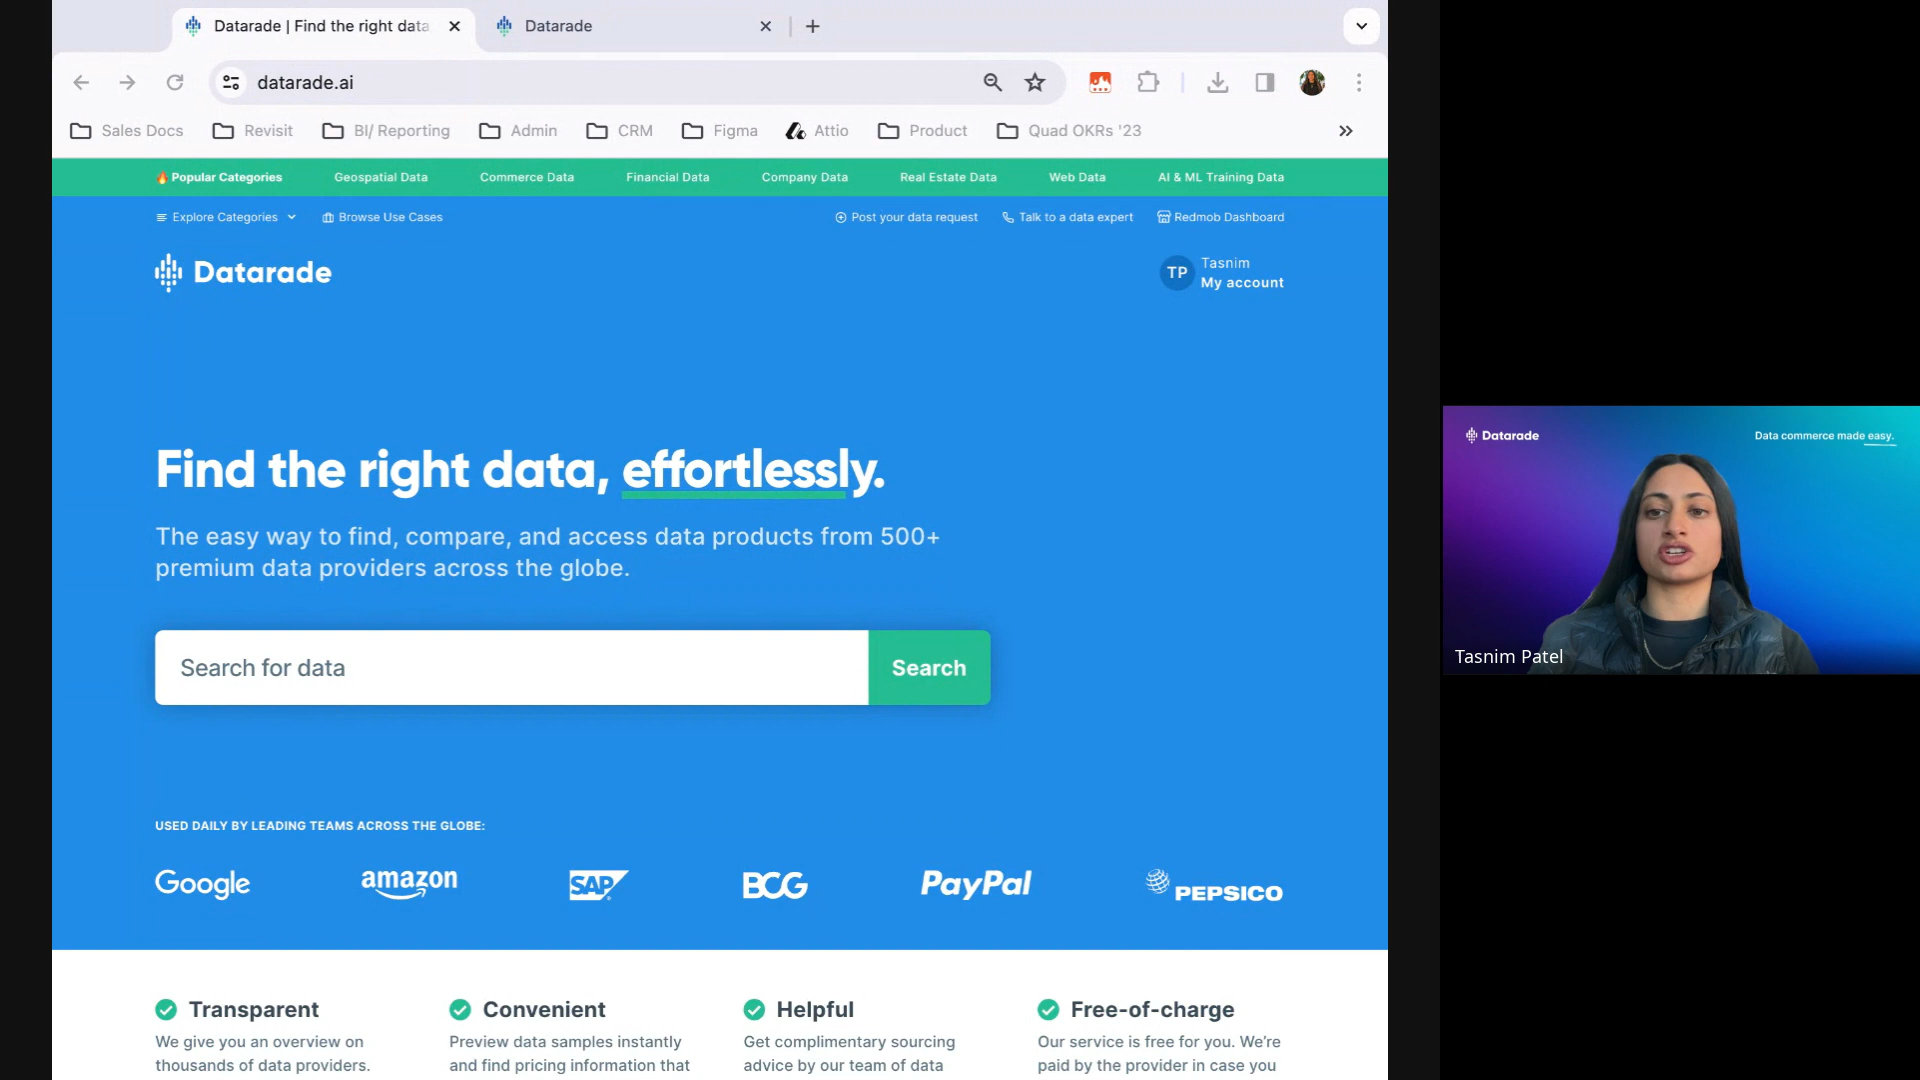 Datarade | Find the right data
Datarade
datarade.ai
Sales Docs
Revisit
BI/ Reporting
Admin
CRM
Figma
Attio
Product
Quad OKRs '23
Popular Categories
Geospatial Data
Commerce Data
Financial Data
Company Data
Real Estate Data
Web Data
AI & ML Training Data
Explore Categories
Browse Use Cases
Post your data request
Talk to a data expert
Redmob Dashboard
Datarade
TP
Tasnim
My account
Find the right data, effortlessly.
The easy way to find, compare, and access data products from 500+
premium data providers across the globe.
Search for data
Search
USED DAILY BY LEADING TEAMS ACROSS THE GLOBE:
Google
amazon
SAP
BCG
PayPal
PEPSICO
Transparent
We give you an overview on
thousands of data providers.
Convenient
Preview data samples instantly
and find pricing information that
Helpful
Get complimentary sourcing
advice by our team of data
Free-of-charge
Our service is free for you. We're
paid by the provider in case you
Datarade
Data commerce made easy.
Tasnim Patel